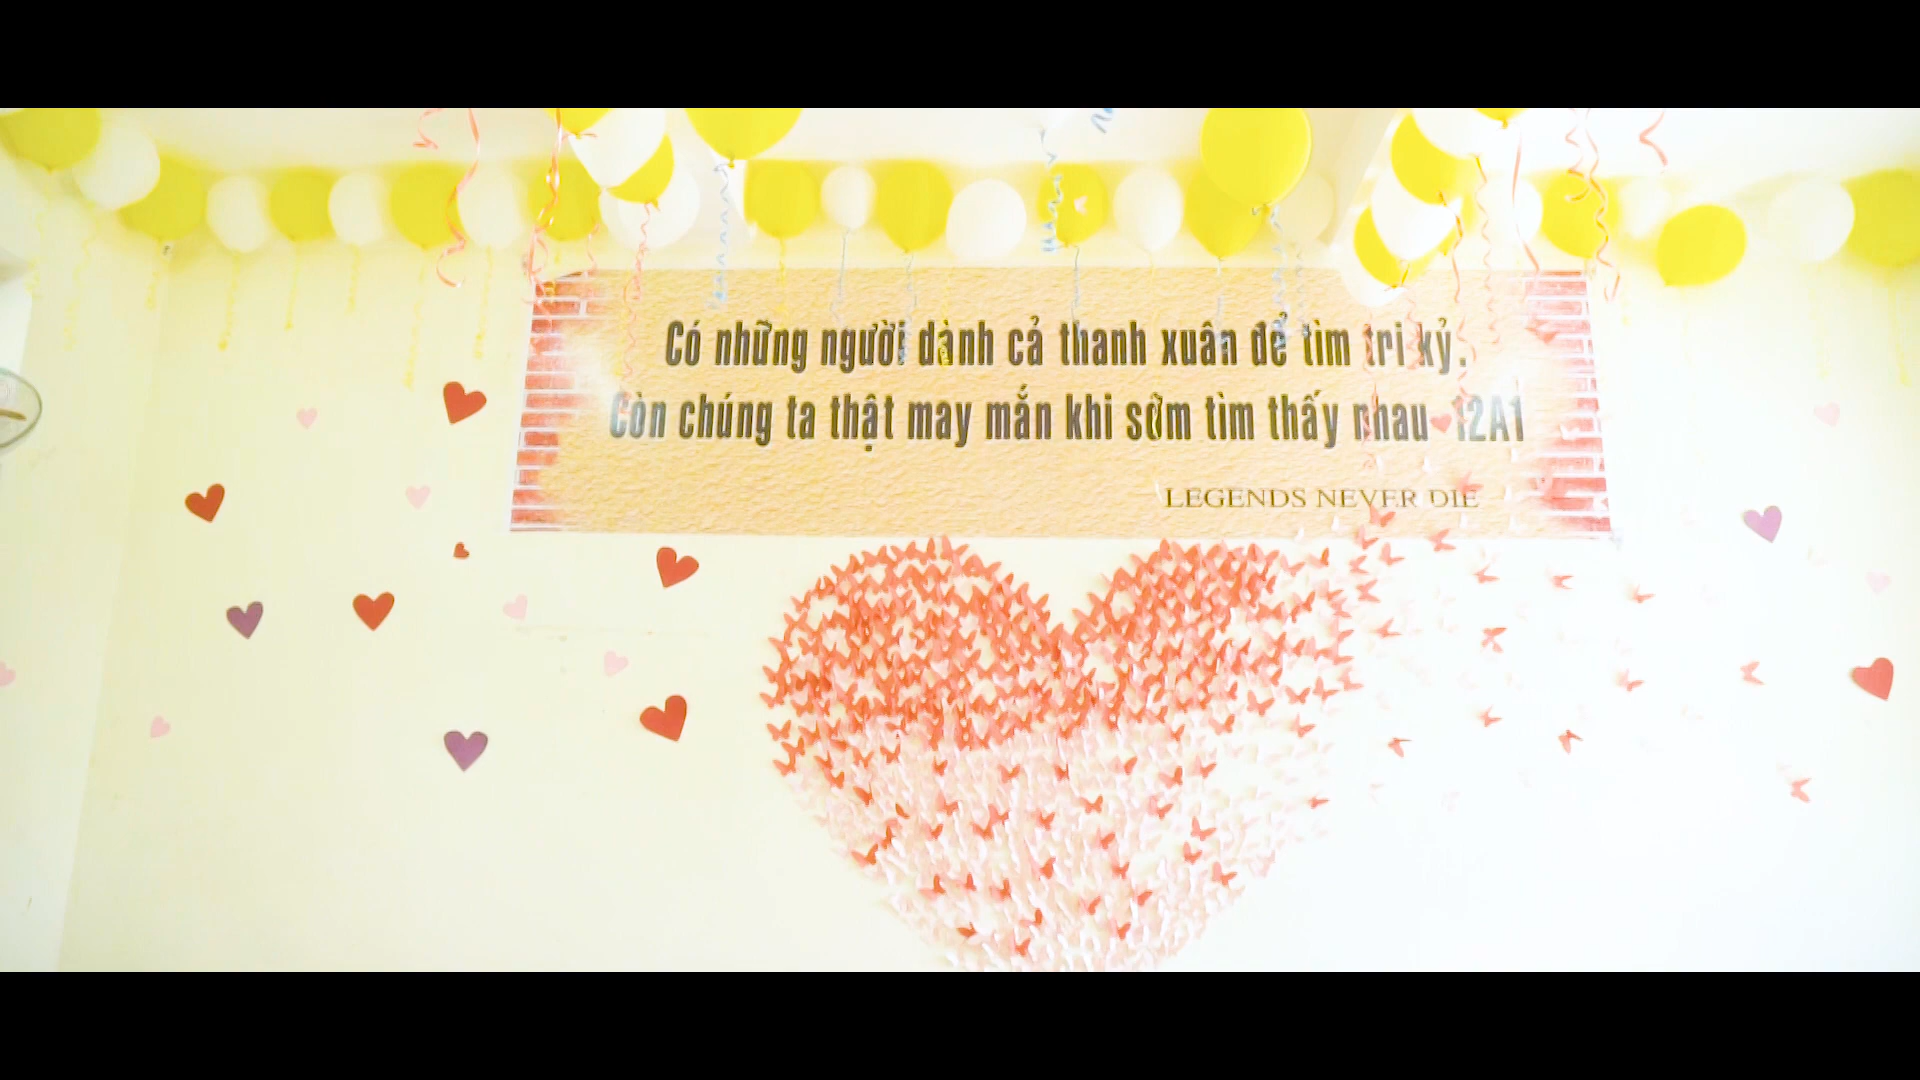 Có những người dành cả thanh xuân để tìm tri kỷ.
Còn chúng ta thật may mắn khi sớm tìm thấy nhau 12A1
LEGENDS NEVER DIE